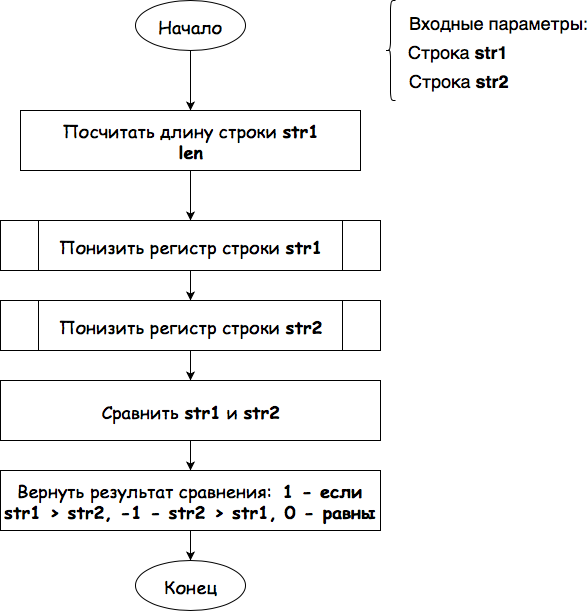 Начало
Входные параметры:
Строка str1
Строка str2
Посчитать длину строки str1
len
Понизить регистр строки str1
Понизить регистр строки str2
Сравнить str1 и str2
Вернуть результат сравнения: 1 - если
str1 > str2, -1 - str2 > str1, 0 - равны
Конец